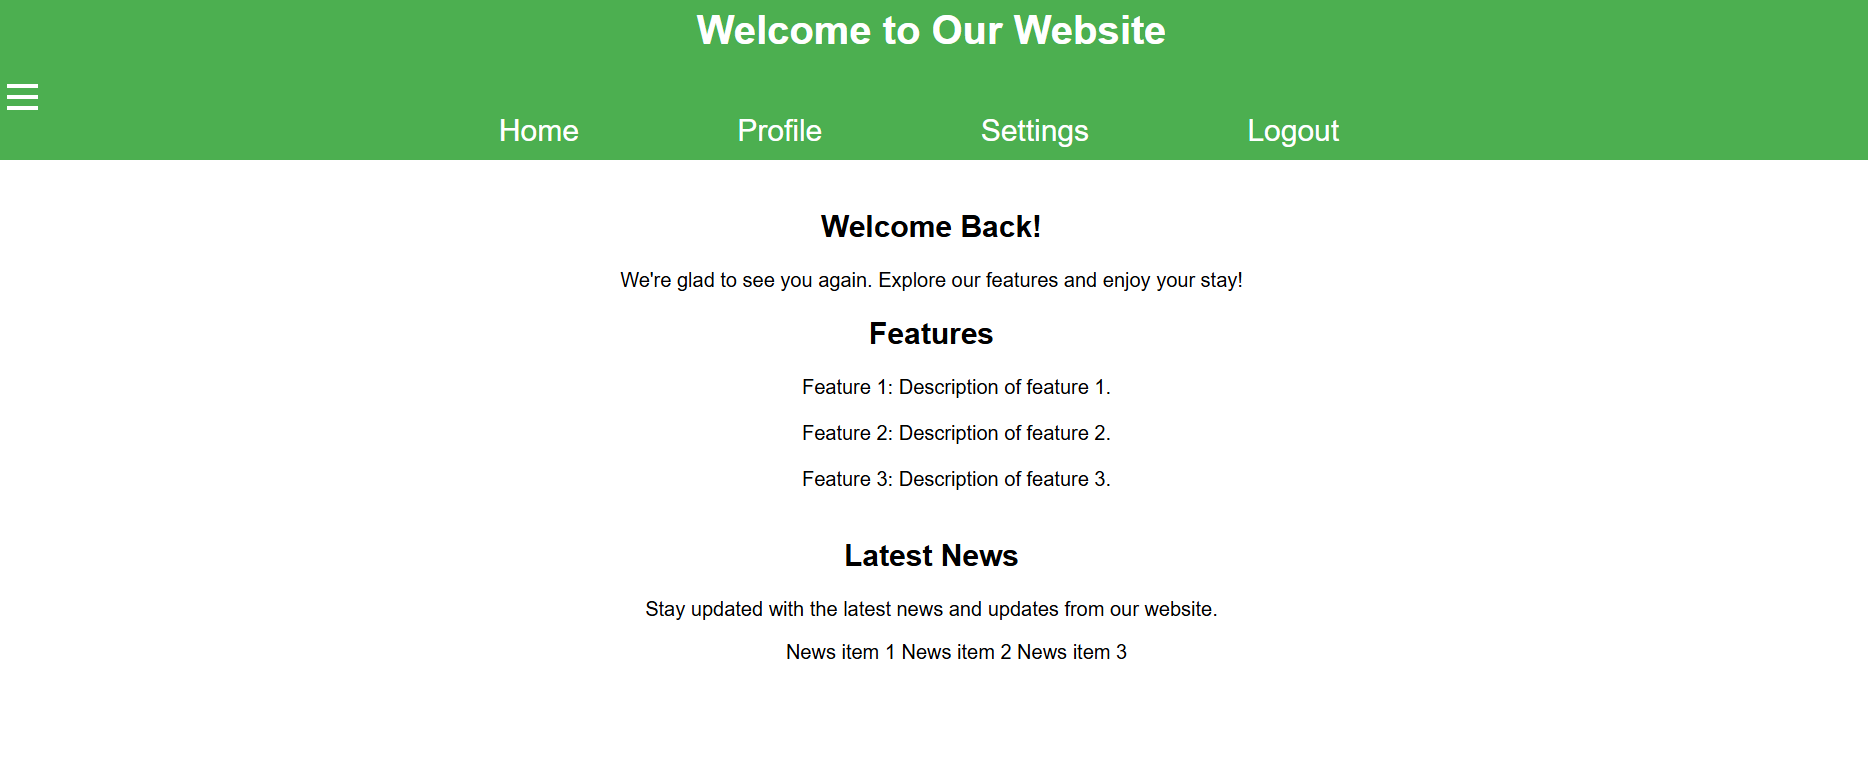 Welcome to Our Website
Home Profile Settings Logout
Welcome Back!
We're glad to see you again. Explore our features and enjoy your stay!
Features
Feature 1: Description of feature 1.
Feature 2: Description of feature 2.
Feature 3: Description of feature 3.
Latest News
Stay updated with the latest news and updates from our website.
News item 1 News item 2 News item 3